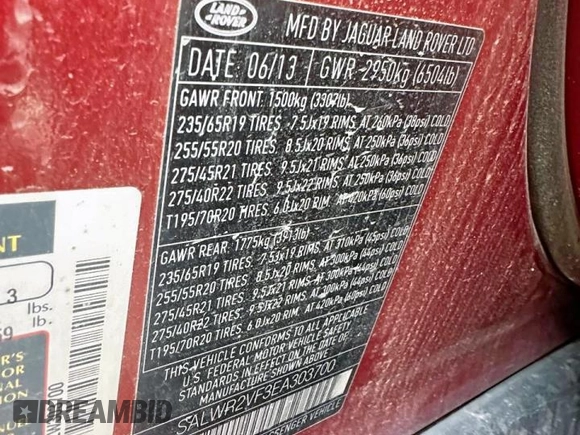 LAND ROVER
MFD BY JAGUAR LAND ROVER LTD
DATE: 06/13 GWR 2950kg (6504lb)
GAWR FRONT: 1500kg (3307lb)
235/65R19 TIRES. 7.5Jx19 RIMS. AT 260kPa (38psi) COLD
255/55R20 TIRES. 8.5Jx20 RIMS. AT 250kPa (36psi) COLD
275/45R21 TIRES. 9.5Jx21 RIMS. AT 250kPa (36psi) COLD
275/40R22 TIRES. 9.5Jx22 RIMS. AT 250kPa (36psi) COLD
T195/70R20 TIRES. 6.0Jx20 RIM. AT 420kPa (60psi) COLD
GAWR REAR: 1775kg (3913lb)
235/65R19 TIRES. 7.5Jx19 RIMS. AT 310kPa (45psi) COLD
255/55R20 TIRES. 8.5Jx20 RIMS. AT 300kPa (44psi) COLD
275/45R21 TIRES. 9.5Jx21 RIMS. AT 300kPa (44psi) COLD
275/40R22 TIRES. 9.5Jx22 RIMS. AT 300kPa (44psi) COLD
T195/70R20 TIRES. 6.0Jx20 RIM. AT 420kPa (60psi) COLD
THIS VEHICLE CONFORMS TO ALL APPLICABLE
U.S. FEDERAL MOTOR VEHICLE SAFETY
STANDARDS IN EFFECT ON THE DATE OF
MANUFACTURE SHOWN ABOVE.
SALWR2VF3EA303700
PASSENGER VEHICLE
3
lbs.
lb.
DREAMBID